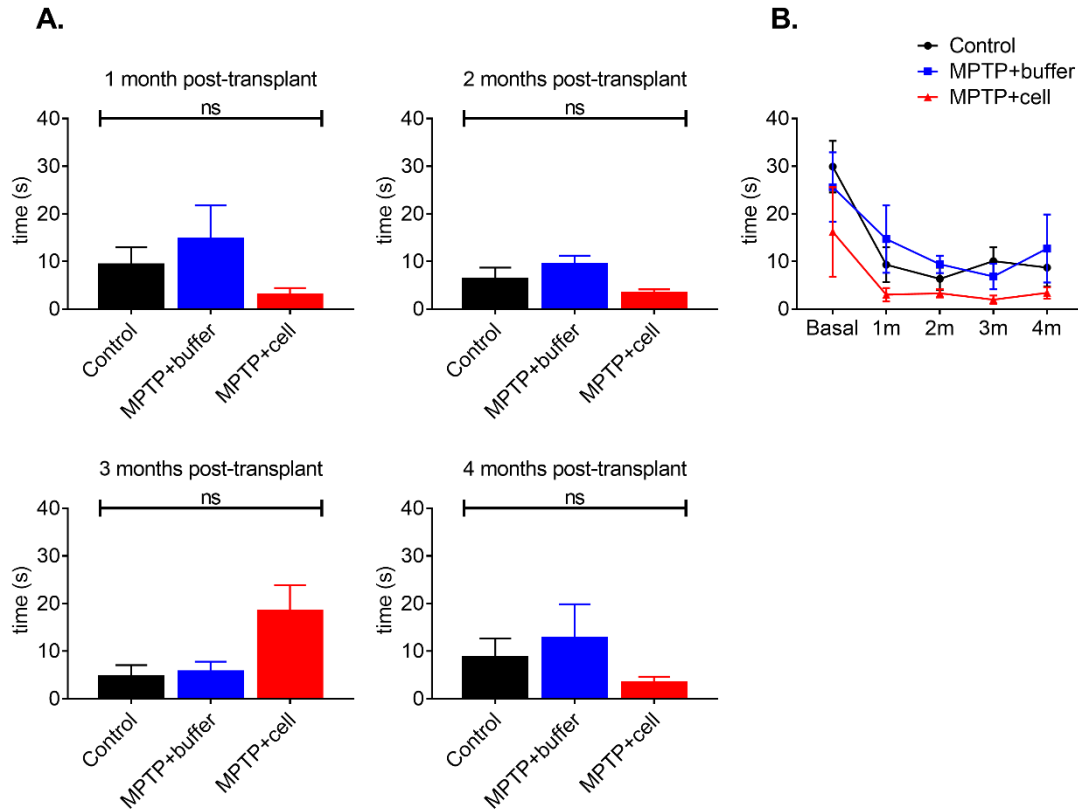 A.
1 month post-transplant
ns
40
30
20
10
0
time (s)
Control
MPTP+buffer
MPTP+cell
2 months post-transplant
ns
40
30
20
10
0
time (s)
Control
MPTP+buffer
MPTP+cell
B.
Control
MPTP+buffer
MPTP+cell
40
30
20
10
0
time (s)
Basal 1m 2m 3m 4m
3 months post-transplant
ns
40
30
20
10
0
time (s)
Control
MPTP+buffer
MPTP+cell
4 months post-transplant
ns
40
30
20
10
0
time (s)
Control
MPTP+buffer
MPTP+cell